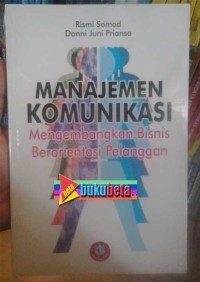 Rismi Somad
Donni Juni Priansa
MANAJEMEN
KOMUNIKASI
Mengembangkan Bisnis
Berorientasi Pelanggan
bukubeta